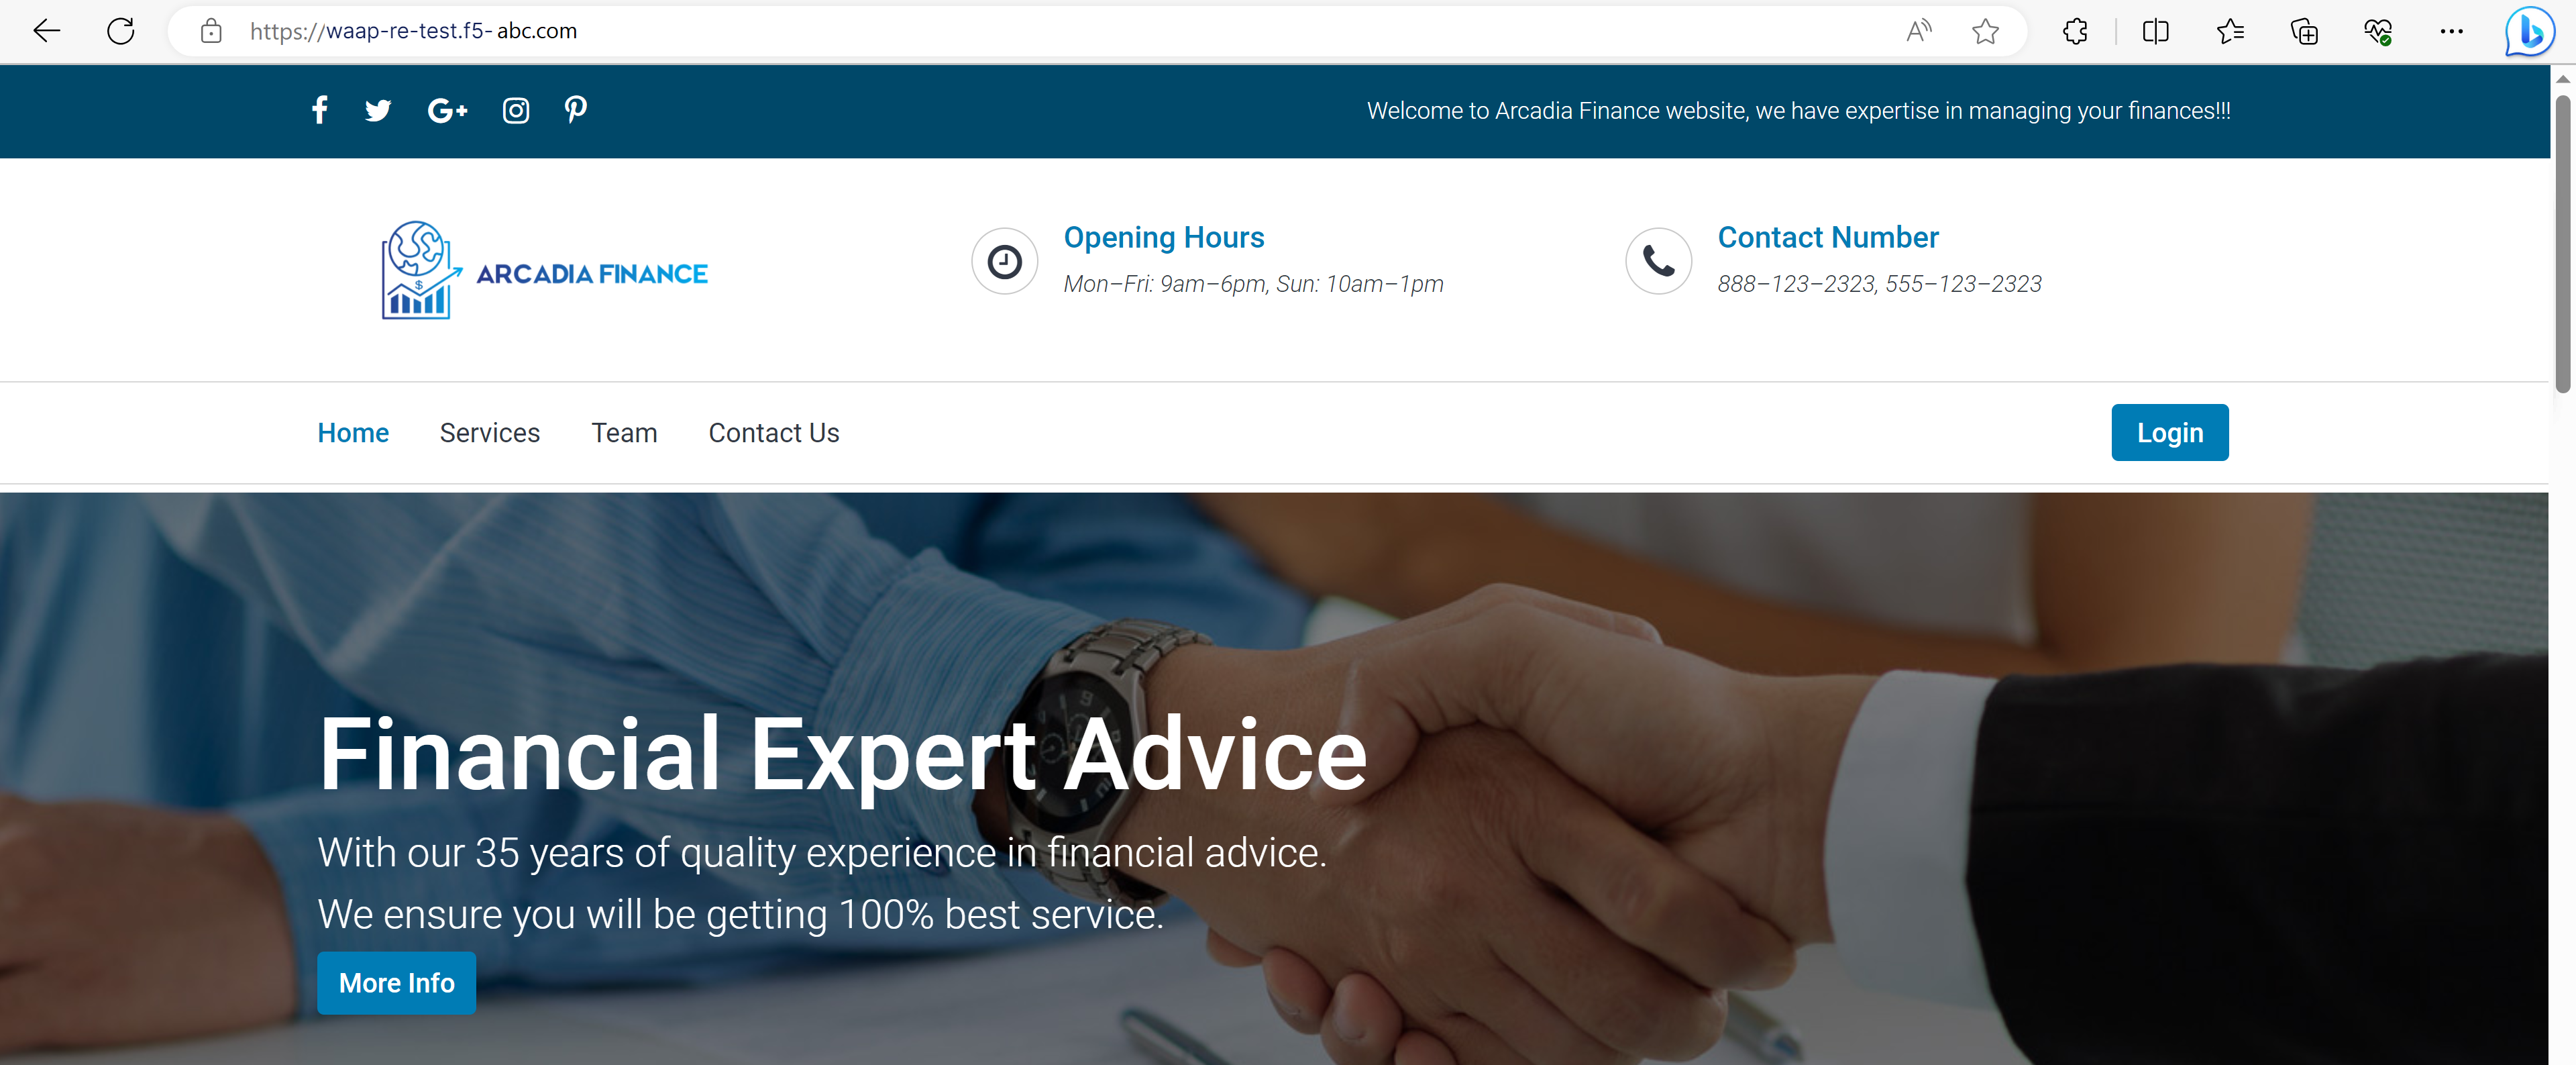 https://waap-re-test.f5-abc.com
Welcome to Arcadia Finance website, we have expertise in managing your finances!!!
ARCADIA FINANCE
Opening Hours
Mon–Fri: 9am–6pm, Sun: 10am–1pm
Contact Number
888–123–2323, 555–123–2323
Home Services Team Contact Us Login
Financial Expert Advice
With our 35 years of quality experience in financial advice.
We ensure you will be getting 100% best service.
More Info